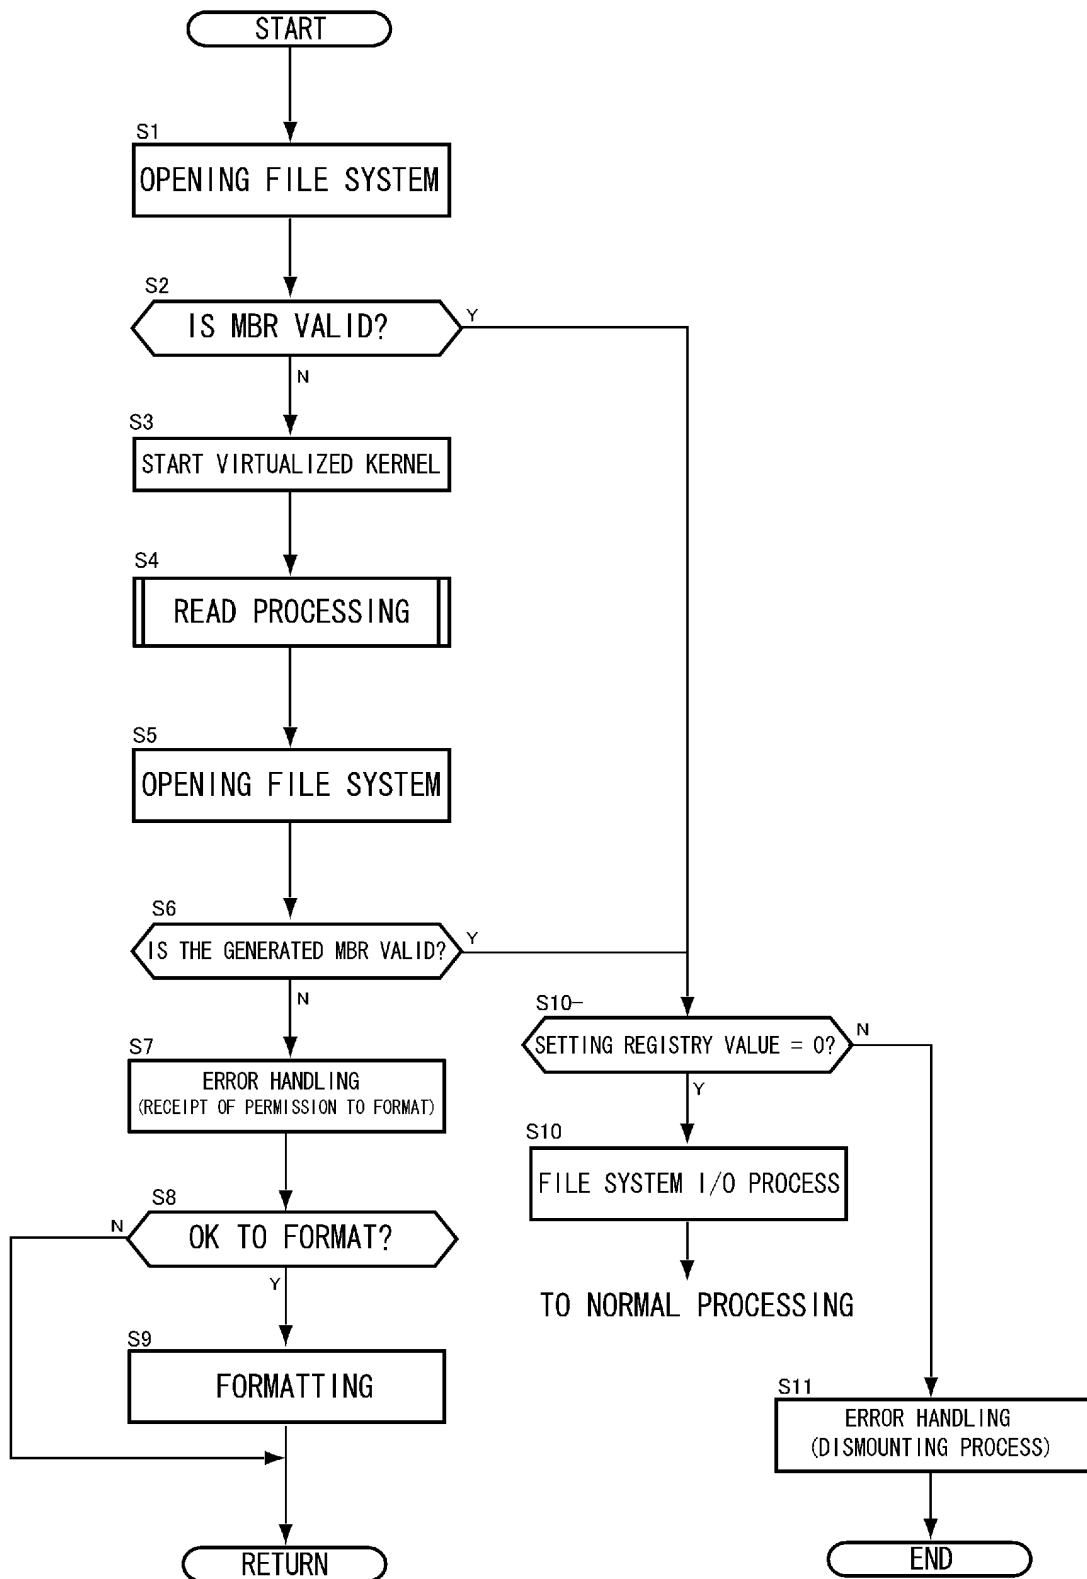 START
S1
OPENING FILE SYSTEM
S2
IS MBR VALID?
Y
N
S3
START VIRTUALIZED KERNEL
S4
READ PROCESSING
S5
OPENING FILE SYSTEM
S6
IS THE GENERATED MBR VALID?
Y
N
S7
ERROR HANDLING
(RECEIPT OF PERMISSION TO FORMAT)
S8
N
OK TO FORMAT?
Y
S9
FORMATTING
RETURN
S10-
SETTING REGISTRY VALUE = 0?
N
Y
S10
FILE SYSTEM I/O PROCESS
TO NORMAL PROCESSING
S11
ERROR HANDLING
(DISMOUNTING PROCESS)
END